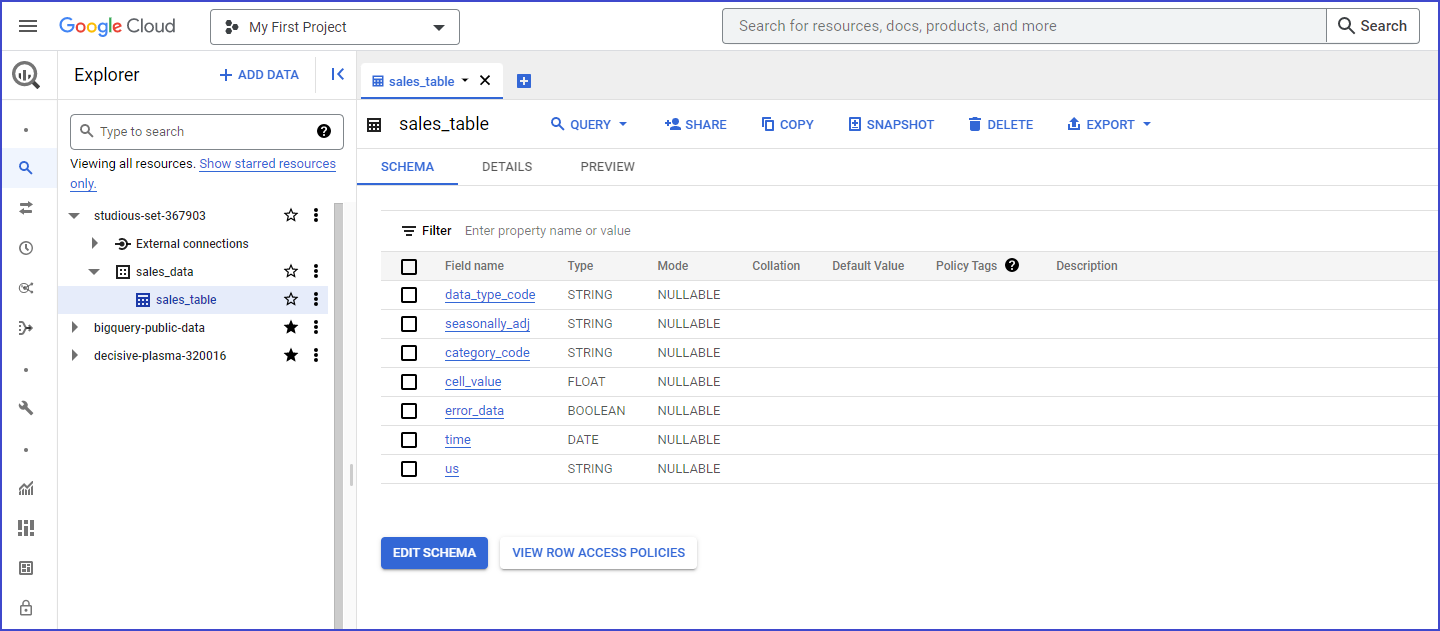 Google Cloud
My First Project
Search for resources, docs, products, and more
Search
Explorer
ADD DATA
Type to search
Viewing all resources. Show starred resources
only.
studious-set-367903
External connections
sales_data
sales_table
bigquery-public-data
decisive-plasma-320016
sales_table
sales_table
QUERY
SHARE
COPY
SNAPSHOT
DELETE
EXPORT
SCHEMA
DETAILS
PREVIEW
Filter Enter property name or value
Field name Type Mode Collation Default Value Policy Tags Description
data_type_code STRING NULLABLE
seasonally_adj STRING NULLABLE
category_code STRING NULLABLE
cell_value FLOAT NULLABLE
error_data BOOLEAN NULLABLE
time DATE NULLABLE
us STRING NULLABLE
EDIT SCHEMA
VIEW ROW ACCESS POLICIES